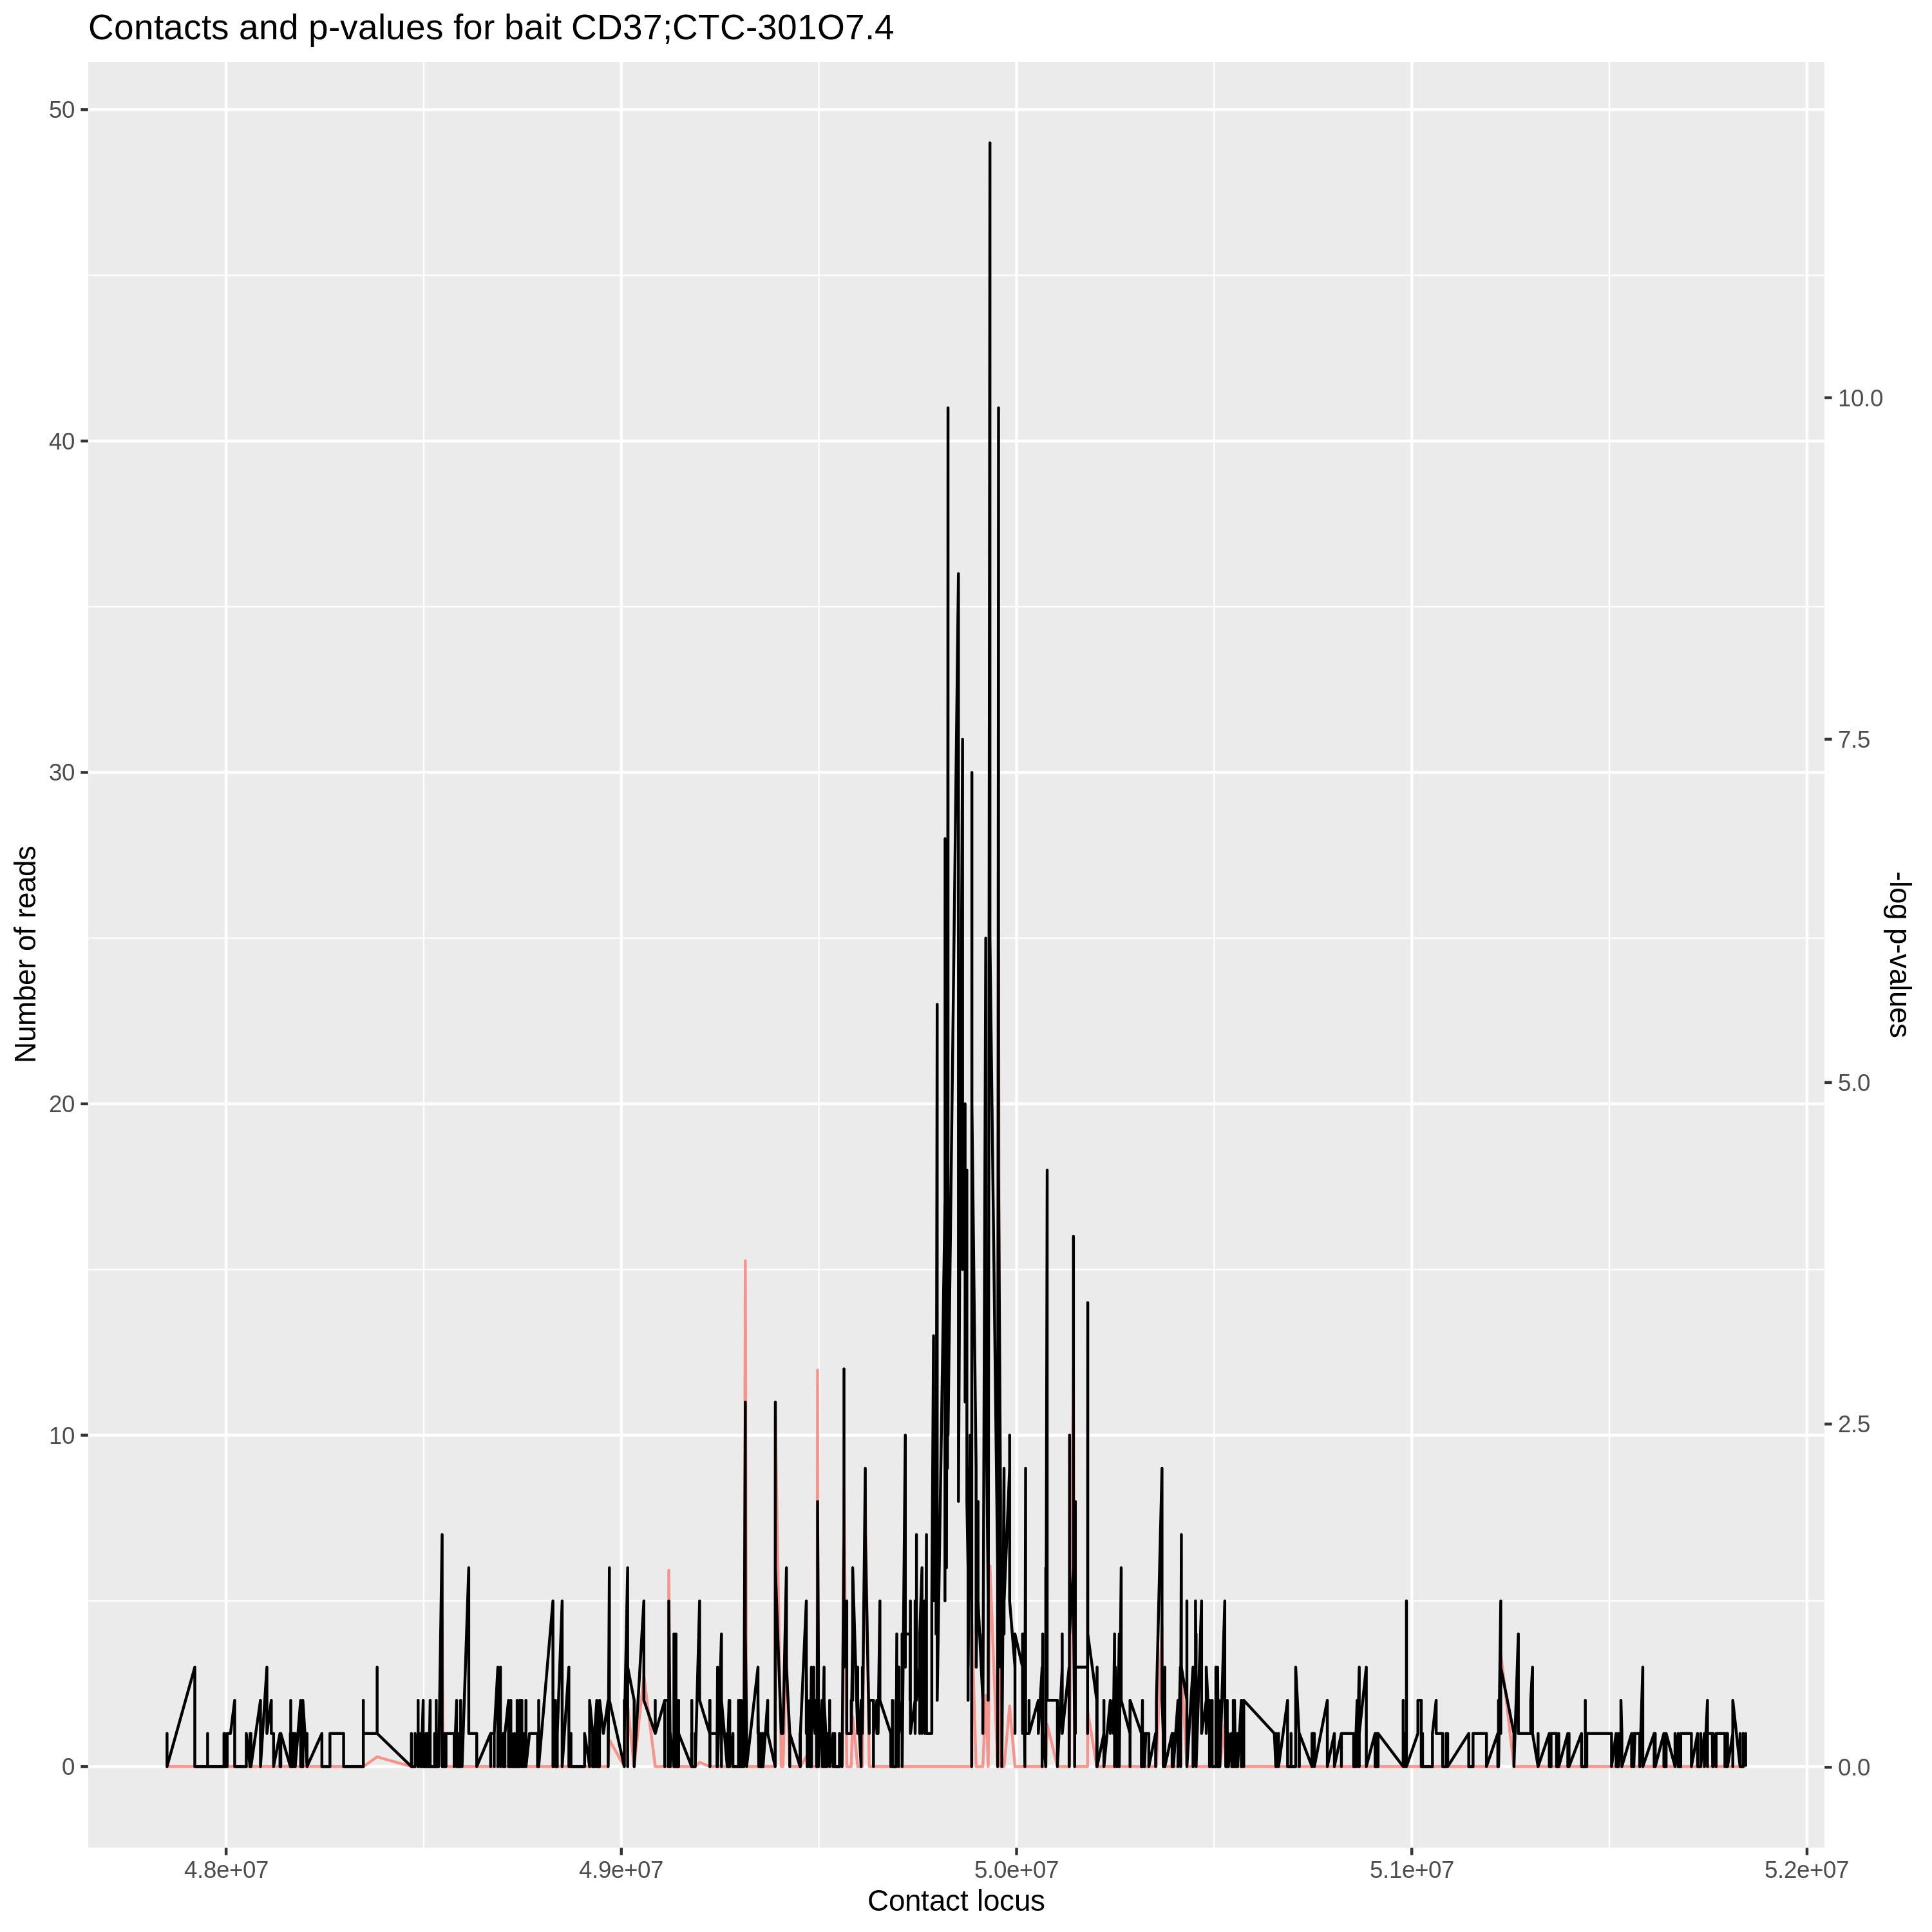 Contacts and p-values for bait CD37;CTC-301O7.4
50
40
30
20
10
0
Number of reads
10.0
7.5
5.0
2.5
0.0
-log p-values
4.8e+07
4.9e+07
5.0e+07
5.1e+07
5.2e+07
Contact locus